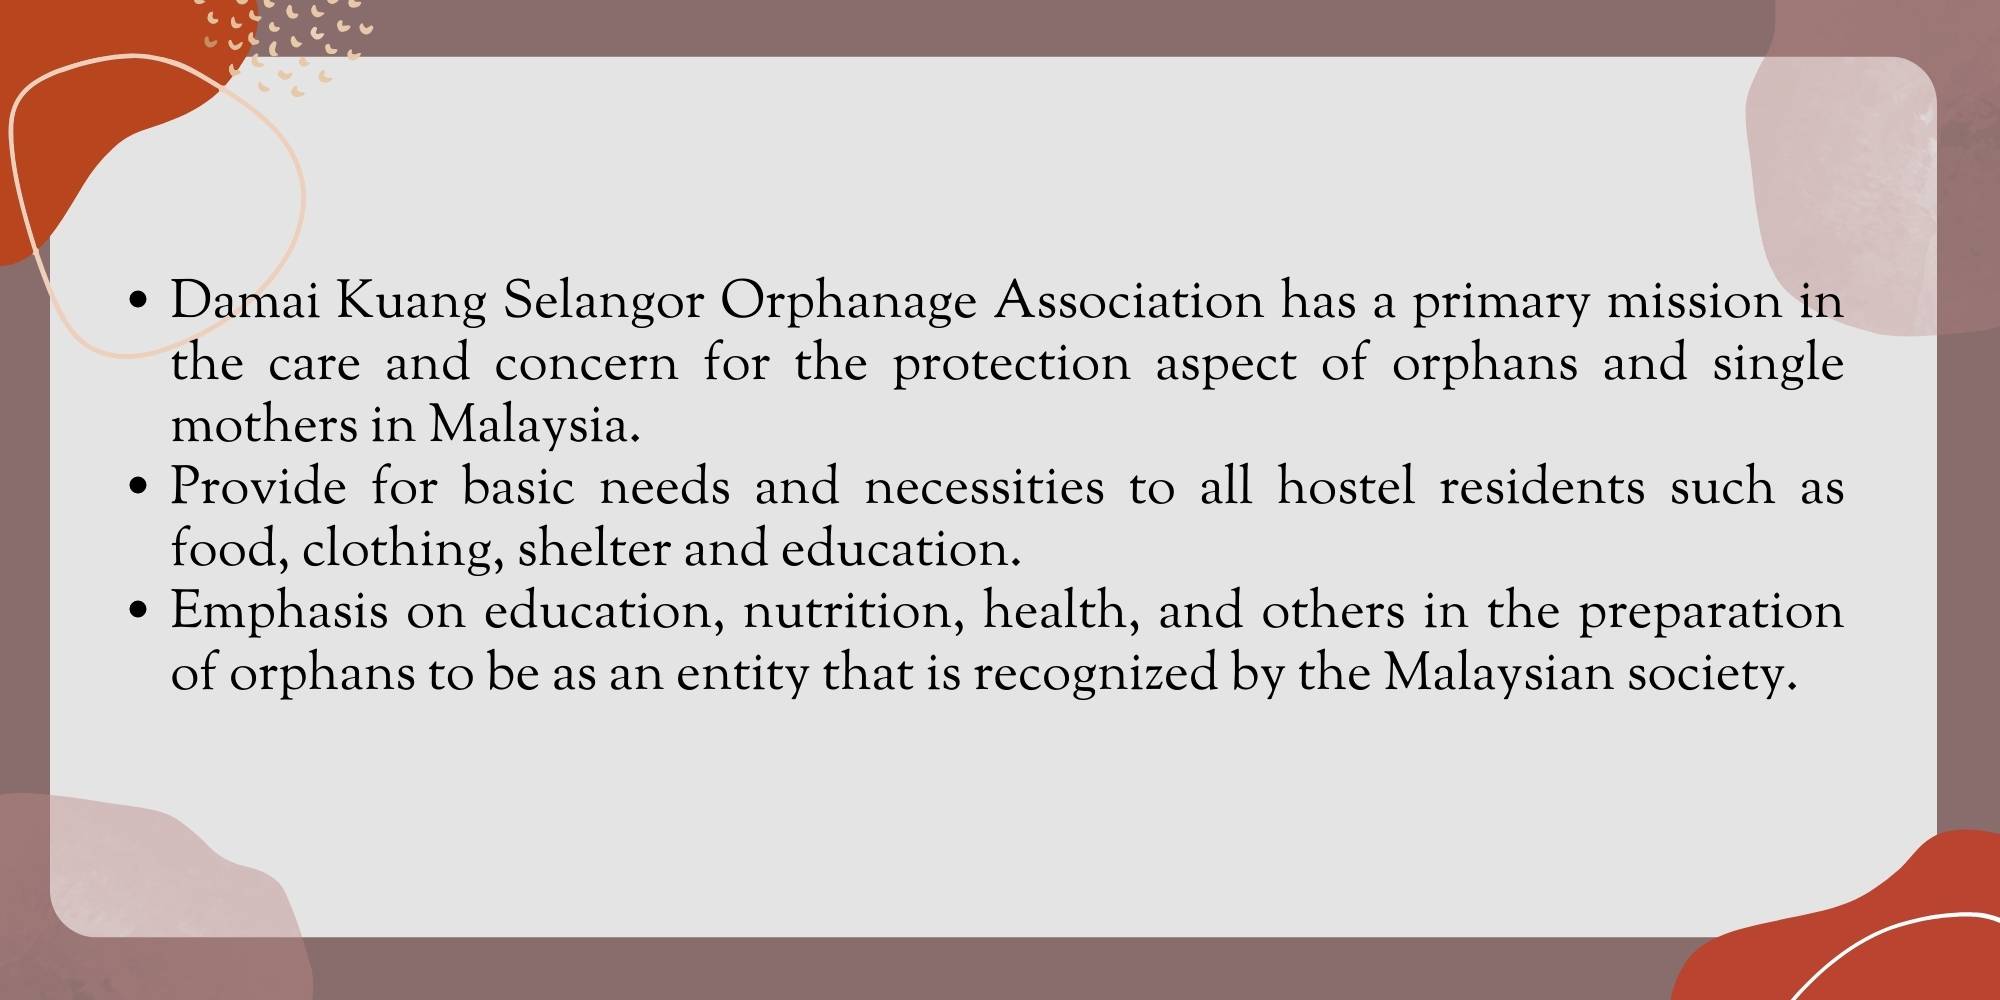 • Damai Kuang Selangor Orphanage Association has a primary mission in
the care and concern for the protection aspect of orphans and single
mothers in Malaysia.
• Provide for basic needs and necessities to all hostel residents such as
food, clothing, shelter and education.
• Emphasis on education, nutrition, health, and others in the preparation
of orphans to be as an entity that is recognized by the Malaysian society.